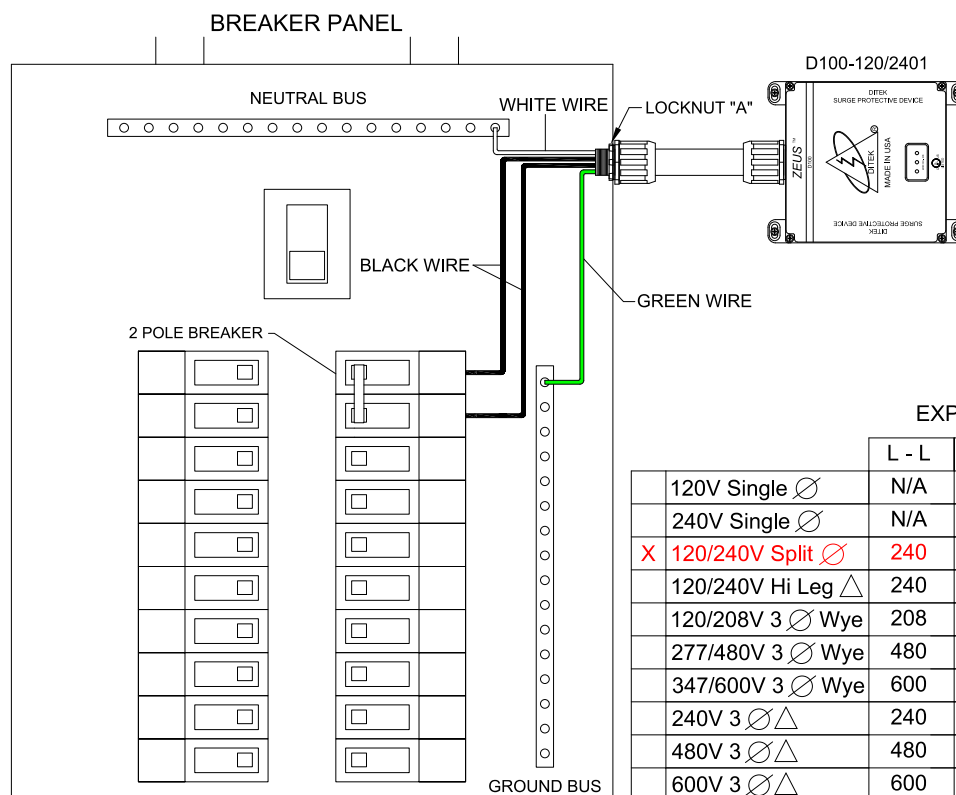 BREAKER PANEL
NEUTRAL BUS
WHITE WIRE
LOCKNUT "A"
D100-120/2401
DITEK
SURGE PROTECTIVE DEVICE
ZEUS™
D100
DITEK
®
MADE IN USA
DITEK
SURGE PROTECTIVE DEVICE
BLACK WIRE
GREEN WIRE
2 POLE BREAKER
GROUND BUS
EXP
L - L
120V Single ∅ N/A
240V Single ∅ N/A
X 120/240V Split ∅ 240
120/240V Hi Leg △ 240
120/208V 3 ∅ Wye 208
277/480V 3 ∅ Wye 480
347/600V 3 ∅ Wye 600
240V 3 ∅ △ 240
480V 3 ∅ △ 480
600V 3 ∅ △ 600